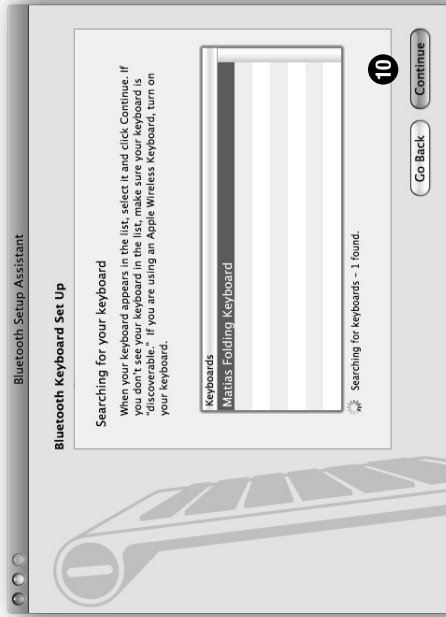 Bluetooth Setup Assistant
Bluetooth Keyboard Set Up
Searching for your keyboard
When your keyboard appears in the list, select it and click Continue. If
you don't see your keyboard in the list, make sure your keyboard is
"discoverable." If you are using an Apple Wireless Keyboard, turn on
your keyboard.
Keyboards
Matias Folding Keyboard
Searching for keyboards – 1 found.
10
Go Back
Continue